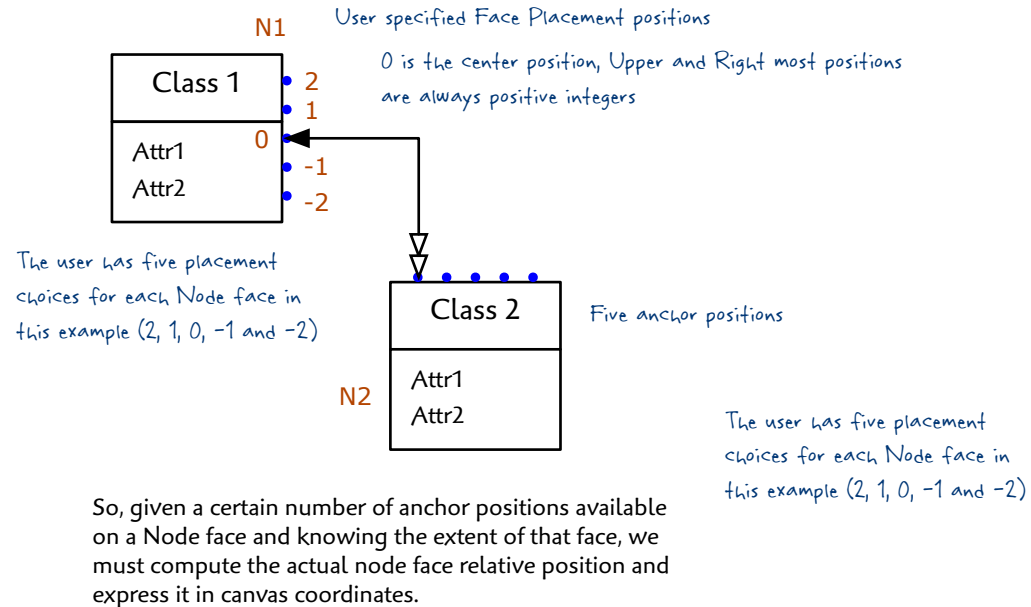 User specified Face Placement positions
N1
0 is the center position, Upper and Right most positions
are always positive integers
Class 1
2
1
0
-1
-2
Attr1
Attr2
The user has five placement
choices for each Node face in
this example (2, 1, 0, -1 and -2)
Class 2
Five anchor positions
Attr1
Attr2
N2
The user has five placement
choices for each Node face in
this example (2, 1, 0, -1 and -2)
So, given a certain number of anchor positions available
on a Node face and knowing the extent of that face, we
must compute the actual node face relative position and
express it in canvas coordinates.